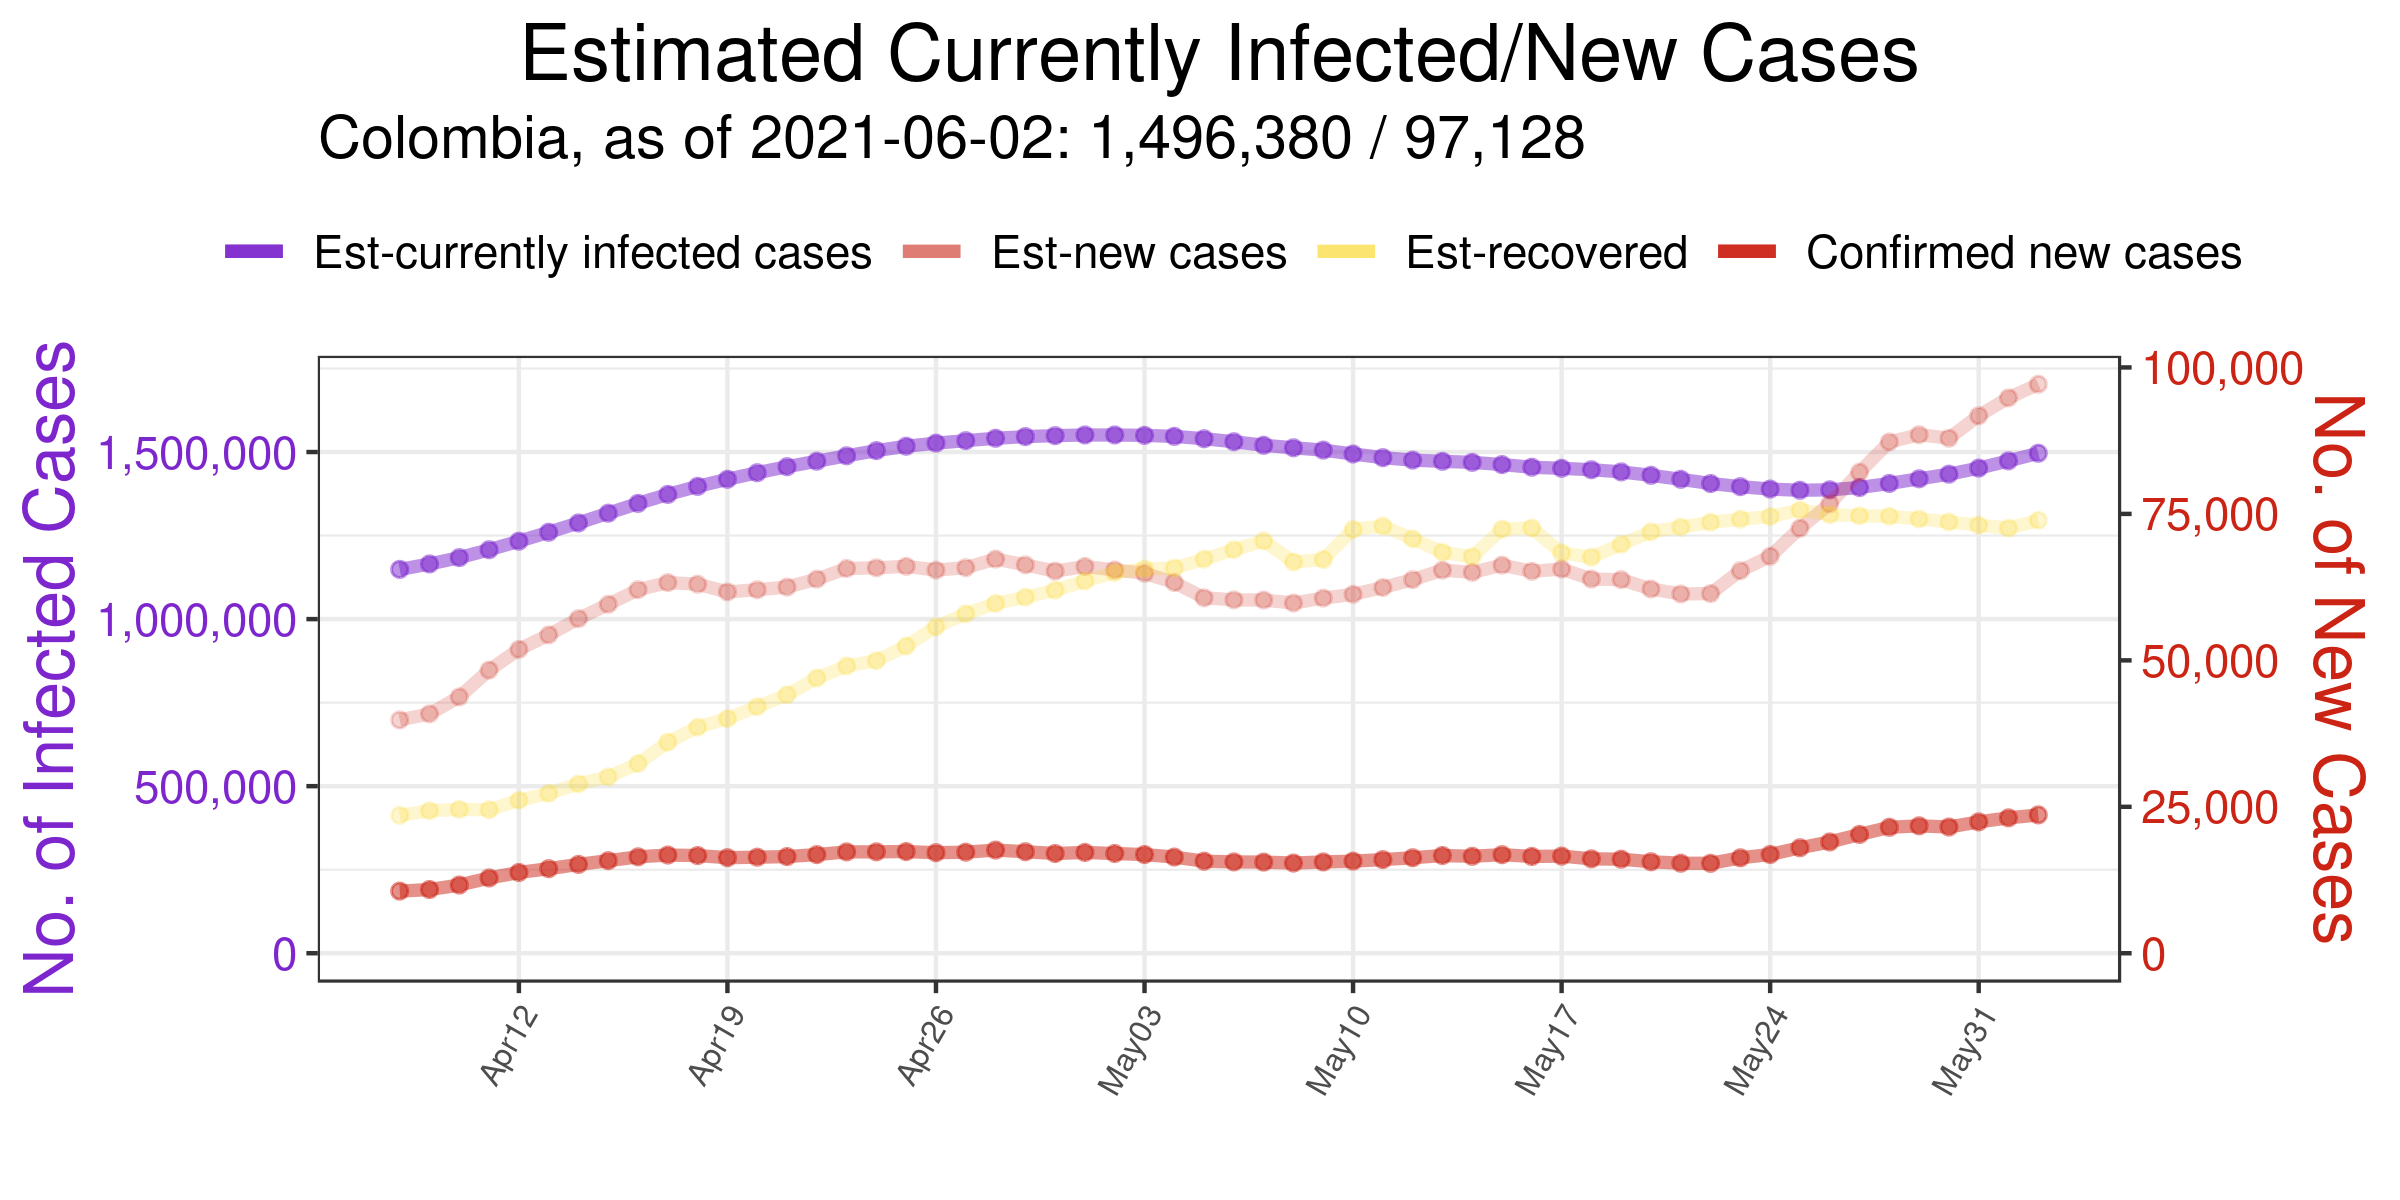 Estimated Currently Infected/New Cases
Colombia, as of 2021-06-02: 1,496,380 / 97,128
Est-currently infected cases Est-new cases Est-recovered Confirmed new cases
No. of Infected Cases
1,500,000
1,000,000
500,000
0
100,000
75,000
50,000
25,000
0
No. of New Cases
Apr12 Apr19 Apr26 May03 May10 May17 May24 May31